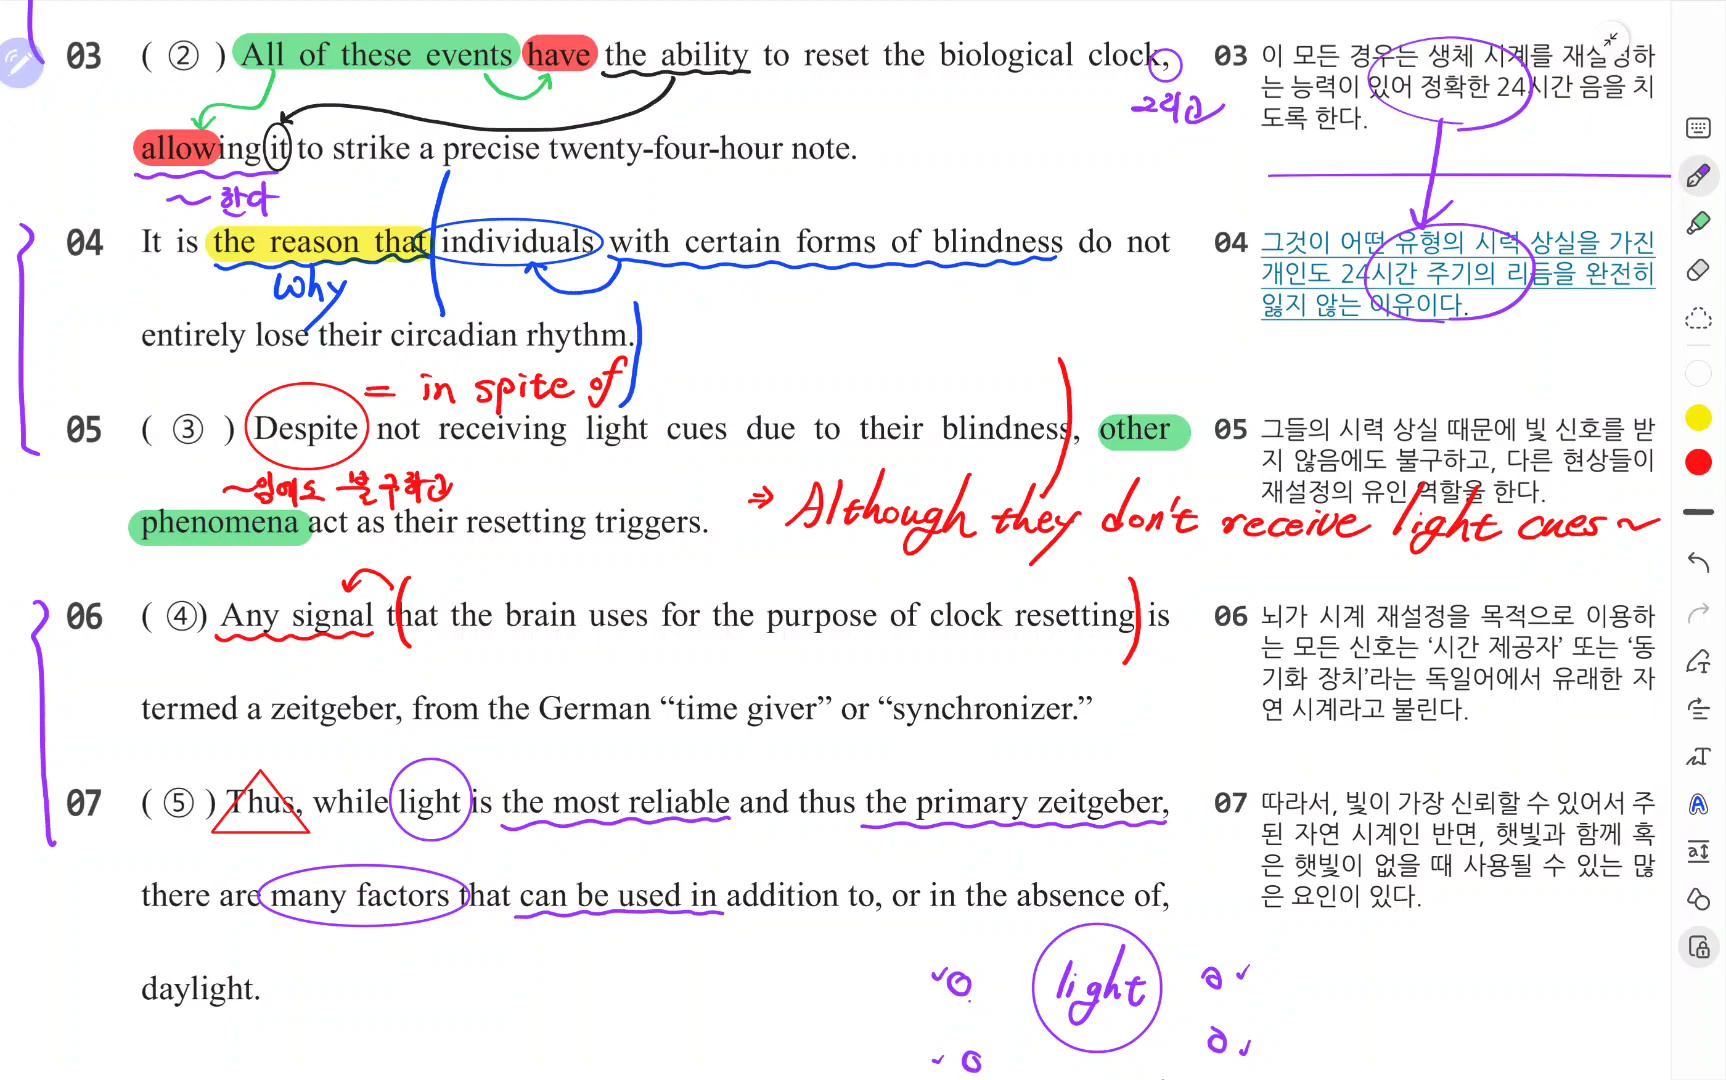 03 ( ② ) All of these events have the ability to reset the biological clock,
그리고
allowing it to strike a precise twenty-four-hour note.
~ 한다
03 이 모든 경우는 생체 시계를 재설정하
는 능력이 있어 정확한 24시간 음을 치
도록 한다.
04 It is the reason that individuals with certain forms of blindness do not
why
entirely lose their circadian rhythm.
04 그것이 어떤 유형의 시력 상실을 가진
개인도 24시간 주기의 리듬을 완전히
잃지 않는 이유이다.
= in spite of
05 ( ③ ) Despite not receiving light cues due to their blindness, other
~임에도 불구하고
phenomena act as their resetting triggers.
⇒ Although they don't receive light cues ~
05 그들의 시력 상실 때문에 빛 신호를 받
지 않음에도 불구하고, 다른 현상들이
재설정의 유인 역할을 한다.
06 ( ④) Any signal that the brain uses for the purpose of clock resetting is
termed a zeitgeber, from the German “time giver” or “synchronizer.”
06 뇌가 시계 재설정을 목적으로 이용하
는 모든 신호는 ‘시간 제공자’ 또는 ‘동
기화 장치’라는 독일어에서 유래한 자
연 시계라고 불린다.
07 ( ⑤ ) Thus, while light is the most reliable and thus the primary zeitgeber,
there are many factors that can be used in addition to, or in the absence of,
daylight.
07 따라서, 빛이 가장 신뢰할 수 있어서 주
된 자연 시계인 반면, 햇빛과 함께 혹
은 햇빛이 없을 때 사용될 수 있는 많
은 요인이 있다.
light